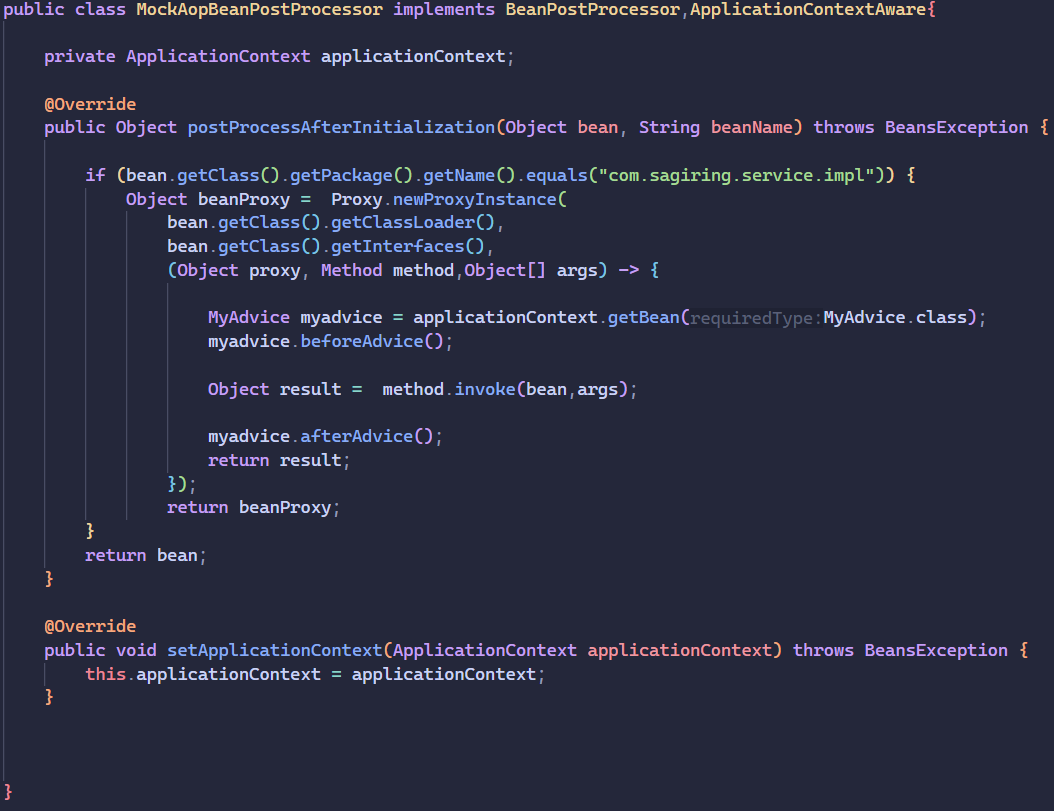 public class MockAopBeanPostProcessor implements BeanPostProcessor,ApplicationContextAware{
private ApplicationContext applicationContext;
@Override
public Object postProcessAfterInitialization(Object bean, String beanName) throws BeansException {
if (bean.getClass().getPackage().getName().equals("com.sagiring.service.impl")) {
Object beanProxy =  Proxy.newProxyInstance(
bean.getClass().getClassLoader(),
bean.getClass().getInterfaces(),
(Object proxy, Method method,Object[] args) -> {
MyAdvice myadvice = applicationContext.getBean(requiredType:MyAdvice.class);
myadvice.beforeAdvice();
Object result =  method.invoke(bean,args);
myadvice.afterAdvice();
return result;
});
return beanProxy;
}
return bean;
}
@Override
public void setApplicationContext(ApplicationContext applicationContext) throws BeansException {
this.applicationContext = applicationContext;
}
}